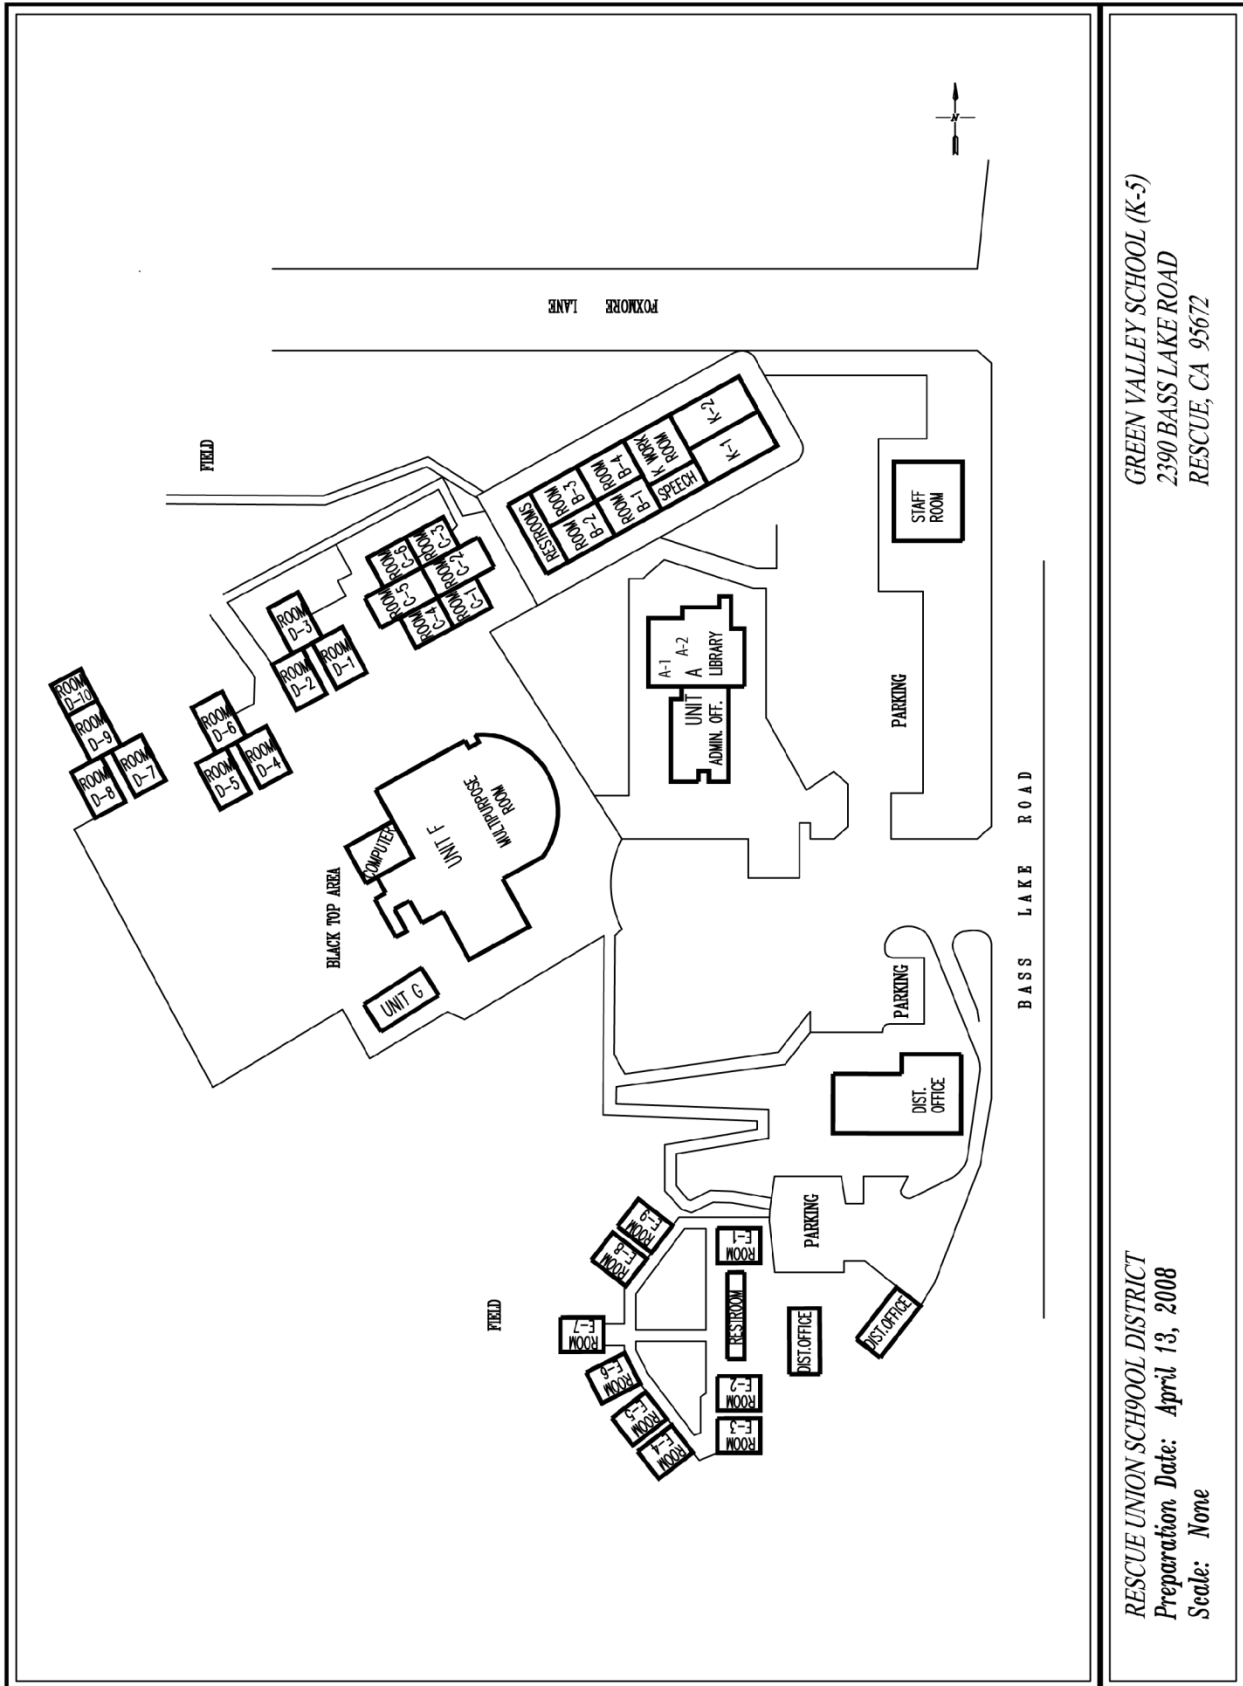 FIELD
FOXMORE LANE
N
ROOM
D-10
ROOM
D-9
ROOM
D-8
ROOM
D-7
ROOM
D-6
ROOM
D-5
ROOM
D-4
ROOM
D-3
ROOM
D-2
ROOM
D-1
ROOM
C-6
ROOM
C-3
ROOM
C-5
ROOM
C-2
ROOM
C-4
ROOM
C-1
RESTROOMS
ROOM
B-3
ROOM
B-2
ROOM
B-4
ROOM
B-1
K WORK
ROOM
SPEECH
K-2
K-1
STAFF
ROOM
A-1
A-2
UNIT A
LIBRARY
ADMIN. OFF.
PARKING
COMPUTER
UNIT F
MULTIPURPOSE
ROOM
BLACK TOP AREA
UNIT G
BASS LAKE ROAD
PARKING
DIST.
OFFICE
PARKING
FIELD
ROOM
E-9
ROOM
E-8
ROOM
E-7
ROOM
E-6
ROOM
E-5
ROOM
E-4
ROOM
E-1
RESTROOM
ROOM
E-2
ROOM
E-3
DIST.OFFICE
DIST.OFFICE
RESCUE UNION SCH9OOL DISTRICT
Preparation Date: April 13, 2008
Scale: None
GREEN VALLEY SCHOOL (K-5)
2390 BASS LAKE ROAD
RESCUE, CA 95672